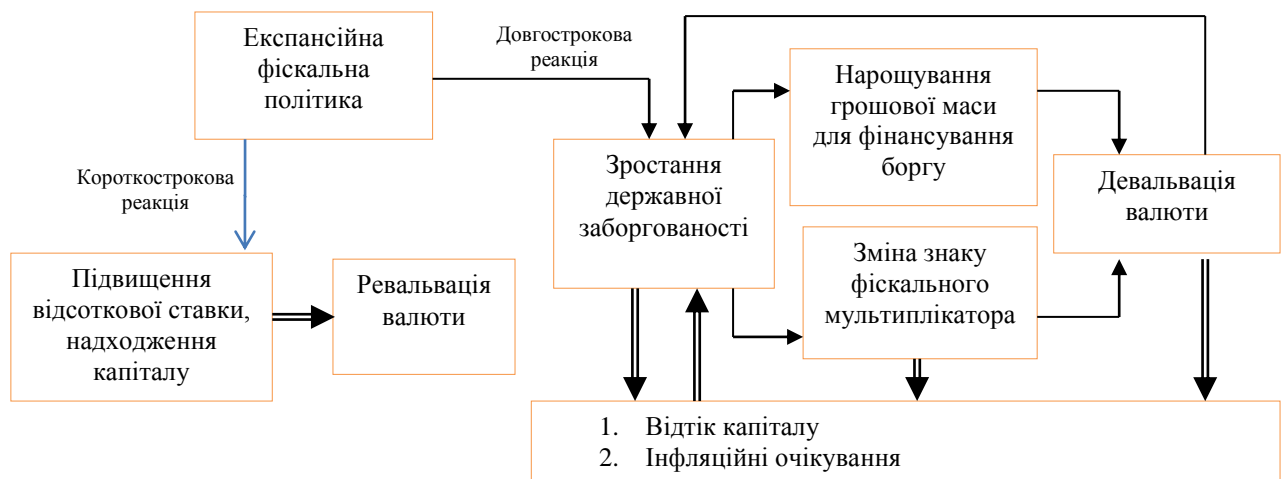 Експансійна
фіскальна
політика
Довгострокова
реакція
Нарощування
грошової маси
для фінансування
боргу
Зростання
державної
заборгованості
Девальвація
валюти
Короткострокова
реакція
Підвищення
відсоткової ставки,
надходження
капіталу
Ревальвація
валюти
Зміна знаку
фіскального
мультиплікатора
1. Відтік капіталу
2. Інфляційні очікування